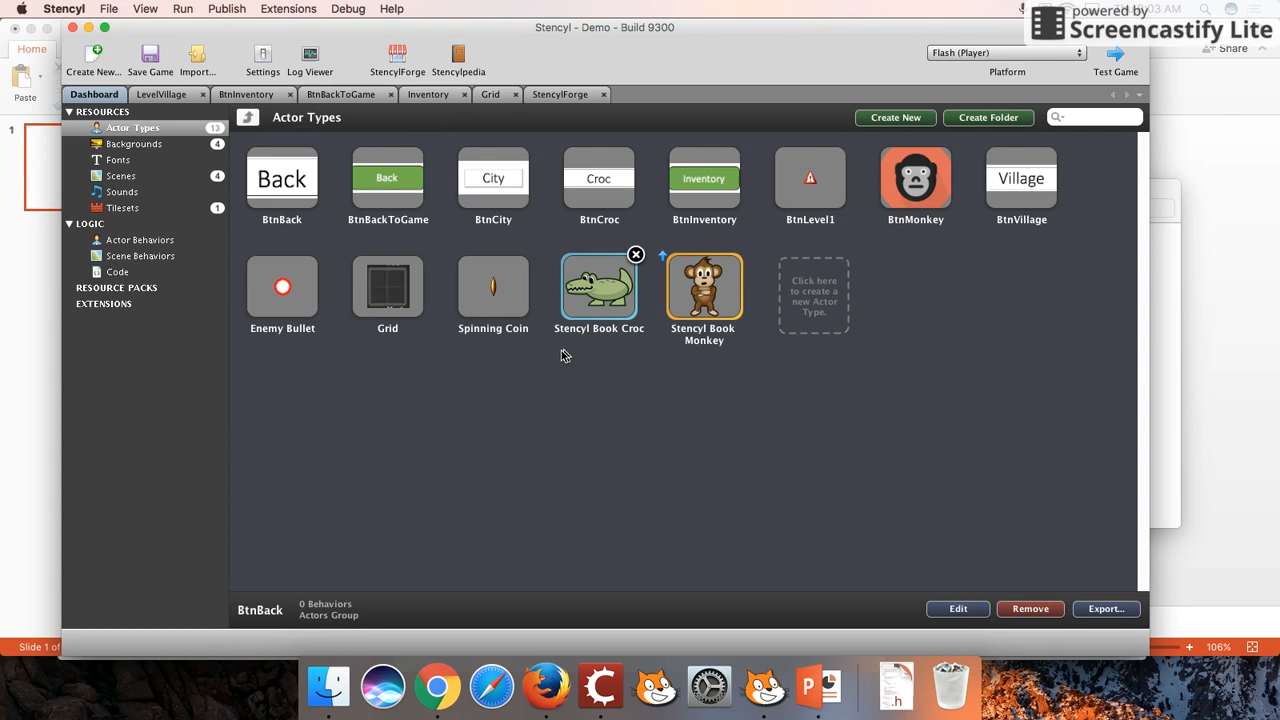 Stencyl File Edit View Run Publish Extensions Debug Help
03 AM
powered by
Screencastify Lite
Stencyl - Demo - Build 9300
Home
Share
Paste
Create New... Save Game Import... Settings Log Viewer StencylForge Stencylpedia
Flash (Player)
Platform
Test Game
Dashboard LevelVillage BtnInventory BtnBackToGame Inventory Grid StencylForge
RESOURCES
Actor Types 13
Backgrounds 4
Fonts
Scenes 4
Sounds
Tilesets 1
LOGIC
Actor Behaviors
Scene Behaviors
Code
RESOURCE PACKS
EXTENSIONS
Actor Types
Create New Create Folder
Back Back City Croc Inventory Village
BtnBack BtnBackToGame BtnCity BtnCroc BtnInventory BtnLevel1 BtnMonkey BtnVillage
Click here
to create a
new Actor
Type.
Enemy Bullet Grid Spinning Coin Stencyl Book Croc Stencyl Book
Monkey
1
BtnBack
0 Behaviors
Actors Group
Edit Remove Export...
Slide 1 of
106%
.h